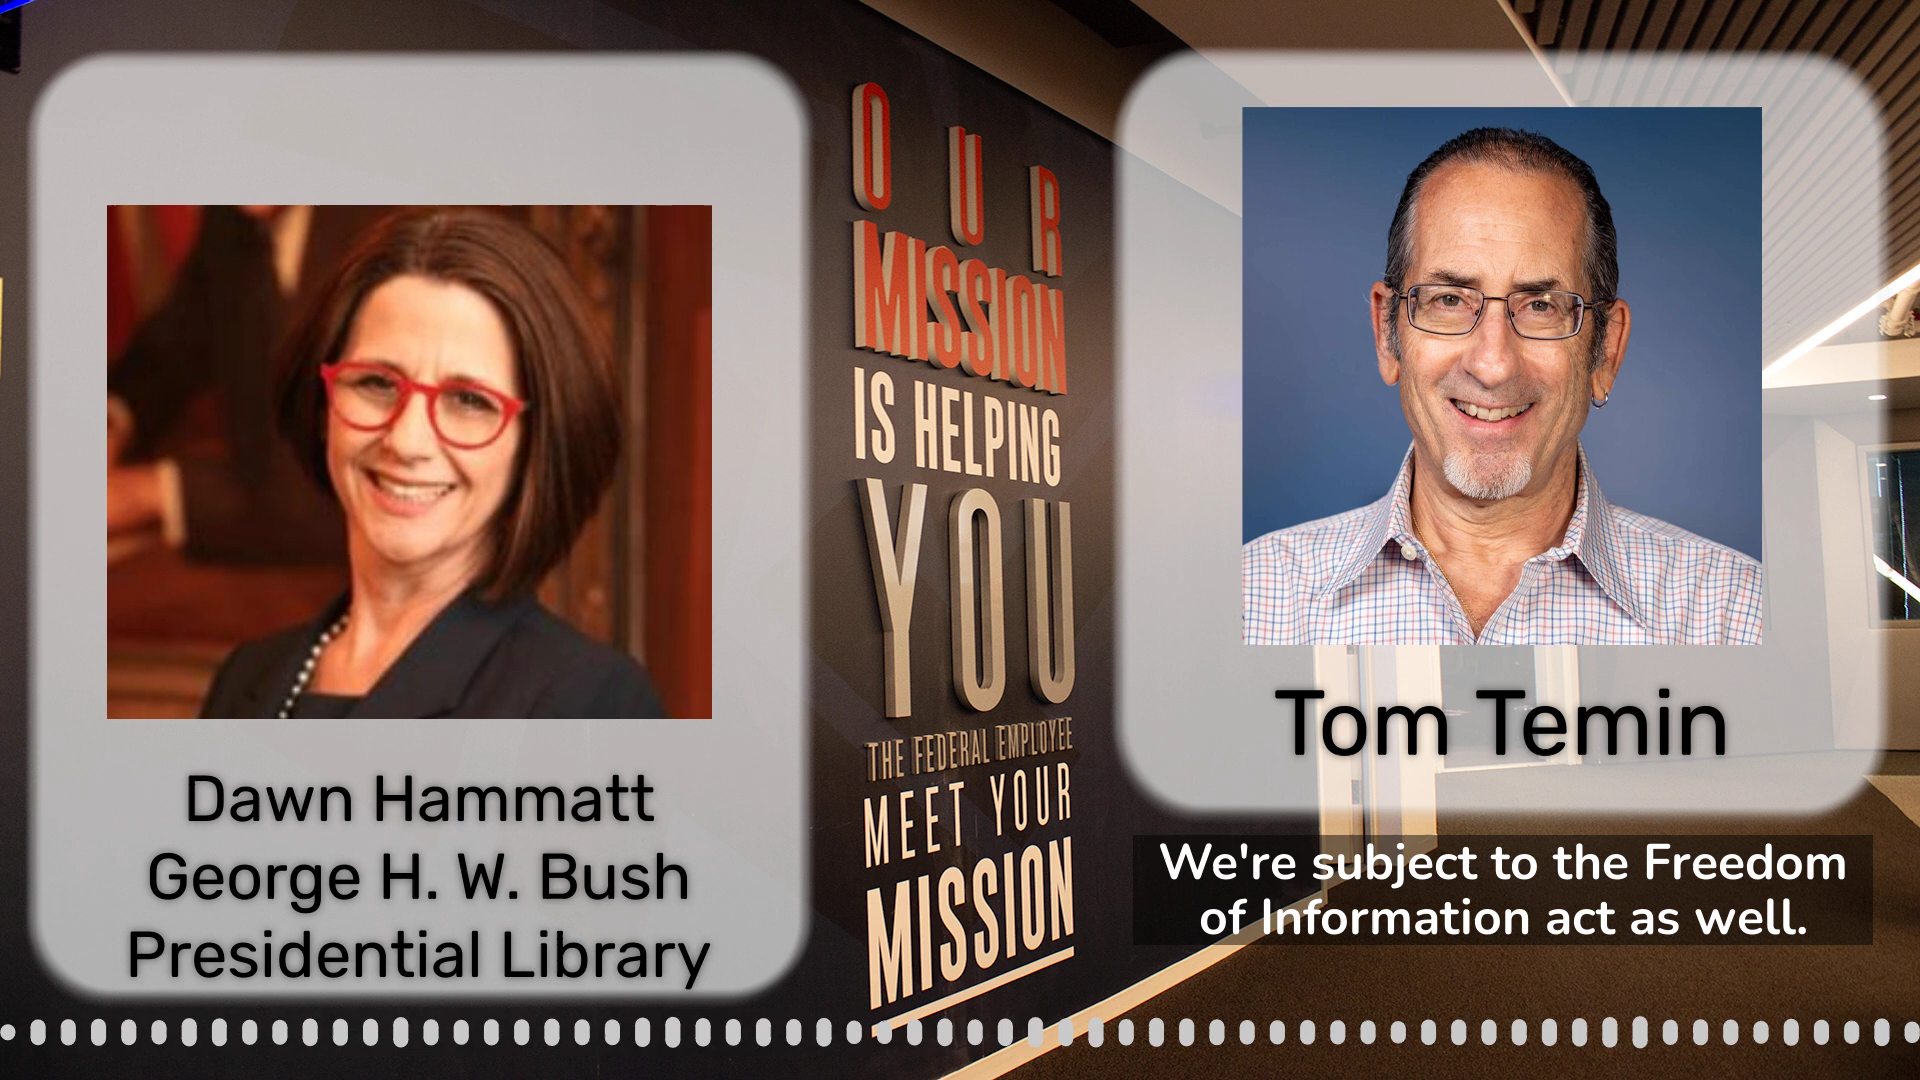 Dawn Hammatt
George H. W. Bush
Presidential Library
OUR
MISSION
IS HELPING
YOU
THE FEDERAL EMPLOYEE
MEET YOUR
MISSION
Tom Temin
We're subject to the Freedom
of Information act as well.